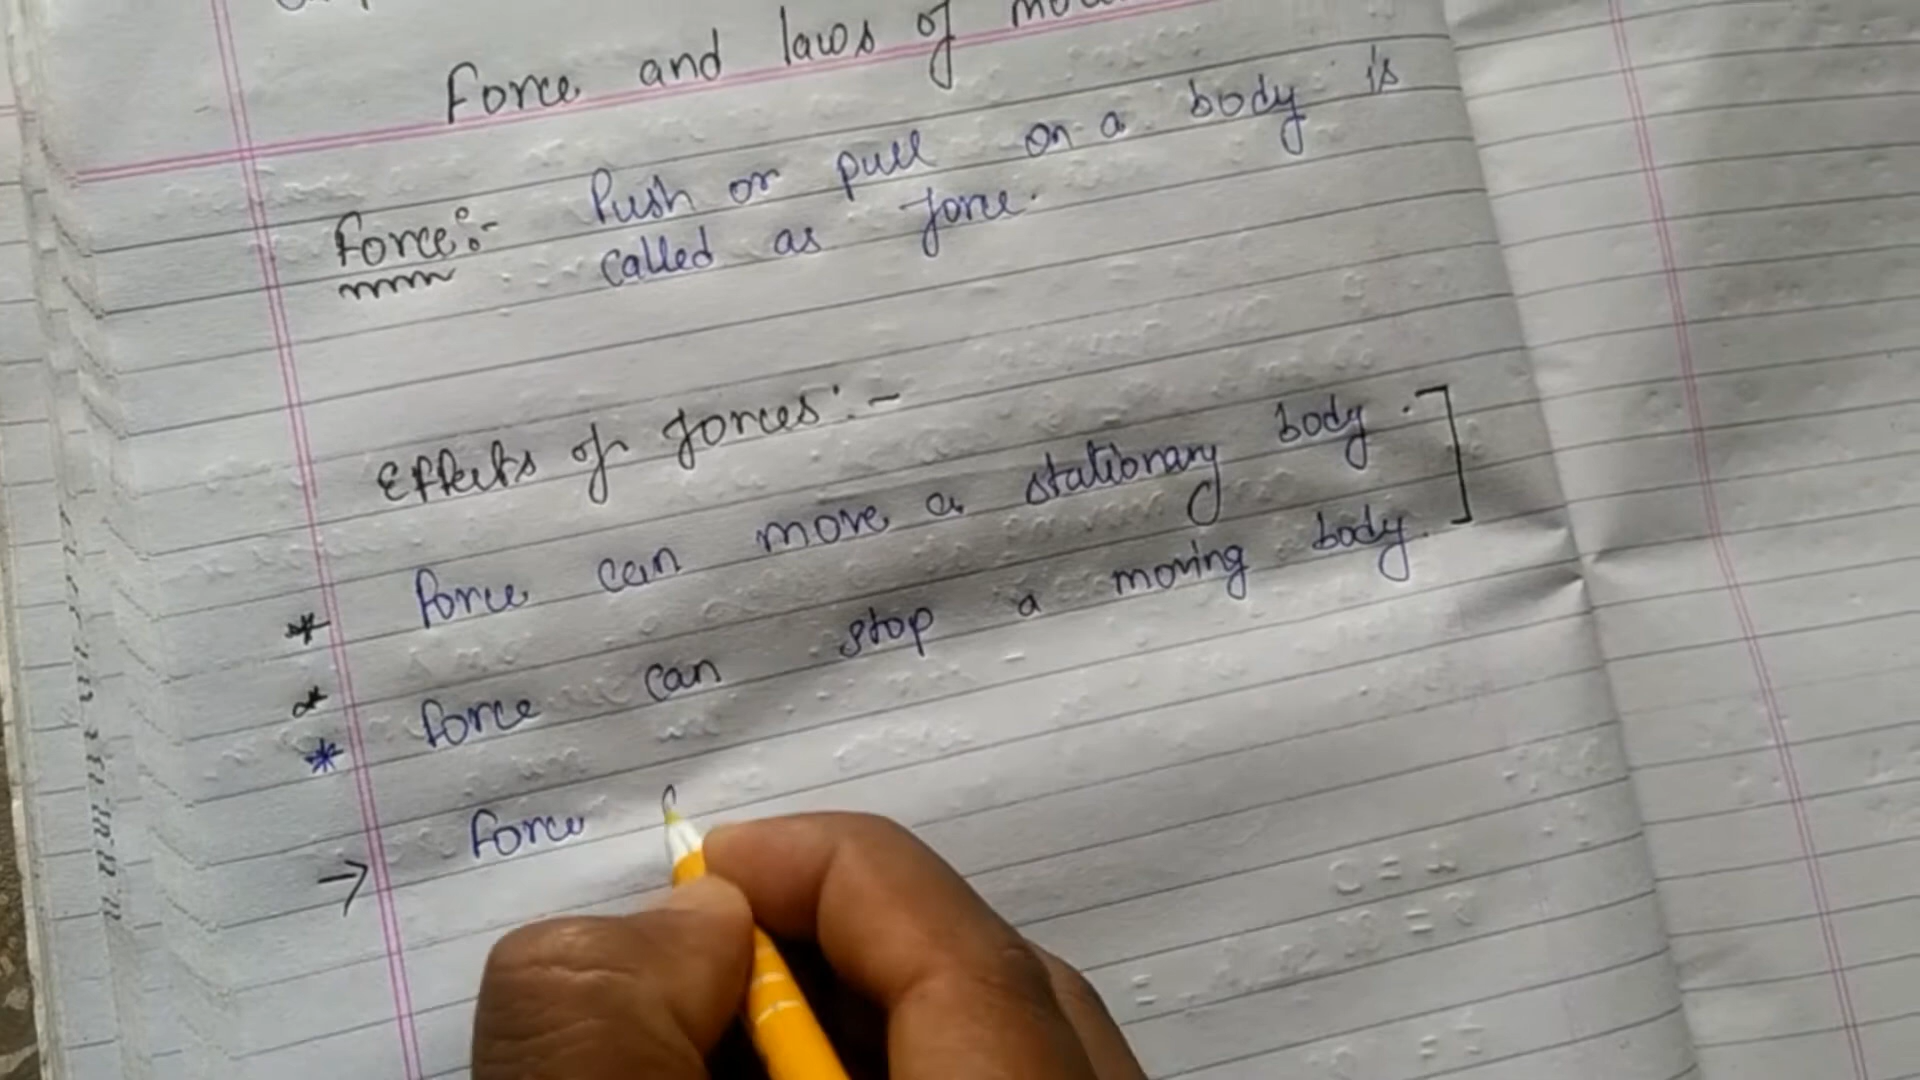 Force and laws of
Force:- Push or pull on a body is
called as force.
Effects of forces:-
* Force can move a stationary body.
* Force can stop a moving body.
*
→ Force